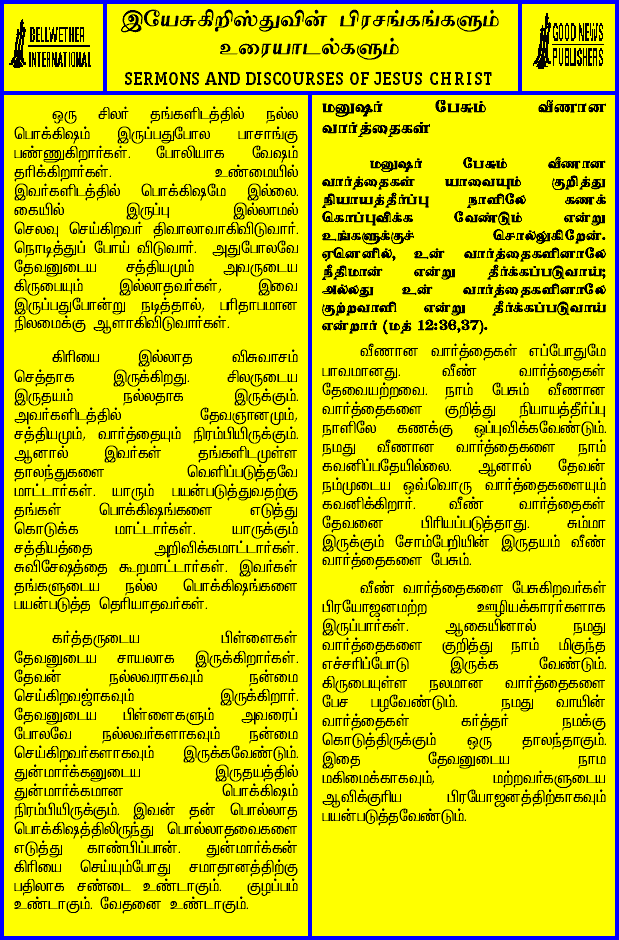 BELLWETHER
INTERNATIONAL
இயேசுகிறிஸ்துவின் பிரசங்கங்களும்
உரையாடல்களும்
SERMONS AND DISCOURSES OF JESUS CHRIST
GOOD NEWS
PUBLISHERS
ஒரு சிலர் தங்களிடத்தில் நல்ல
பொக்கிஷம் இருப்பதுபோல பாசாங்கு
பண்ணுகிறார்கள். போலியாக வேஷம்
தரிக்கிறார்கள். உண்மையில்
இவர்களிடத்தில் பொக்கிஷமே இல்லை.
கையில் இருப்பு இல்லாமல்
செலவு செய்கிறவர் திவாலாவாகிவிடுவார்.
நொடித்துப் போய் விடுவார். அதுபோலவே
தேவனுடைய சத்தியமும் அவருடைய
கிருபையும் இல்லாதவர்கள், இவை
இருப்பதுபோன்று நடித்தால், பரிதாபமான
நிலமைக்கு ஆளாகிவிடுவார்கள்.
கிரியை இல்லாத விசுவாசம்
செத்தாக இருக்கிறது. சிலருடைய
இருதயம் நல்லதாக இருக்கும்.
அவர்களிடத்தில் தேவஞானமும்,
சத்தியமும், வார்த்தையும் நிரம்பியிருக்கும்.
ஆனால் இவர்கள் தங்களிடமுள்ள
தாலந்துகளை வெளிப்படுத்தவே
மாட்டார்கள். யாரும் பயன்படுத்துவதற்கு
தங்கள் பொக்கிஷங்களை எடுத்து
கொடுக்க மாட்டார்கள். யாருக்கும்
சத்தியத்தை அறிவிக்கமாட்டார்கள்.
சுவிசேஷத்தை கூறமாட்டார்கள். இவர்கள்
தங்களுடைய நல்ல பொக்கிஷங்களை
பயன்படுத்த தெரியாதவர்கள்.
கர்த்தருடைய பிள்ளைகள்
தேவனுடைய சாயலாக இருக்கிறார்கள்.
தேவன் நல்லவராகவும் நன்மை
செய்கிறவஜ்ராகவும் இருக்கிறார்.
தேவனுடைய பிள்ளைகளும் அவரைப்
போலவே நல்லவர்களாகவும் நன்மை
செய்கிறவர்களாகவும் இருக்கவேண்டும்.
துன்மார்க்கனுடைய இருதயத்தில்
துன்மார்க்கமான பொக்கிஷம்
நிரம்பியிருக்கும். இவன் தன் பொல்லாத
பொக்கிஷத்திலிருந்து பொல்லாதவைகளை
எடுத்து காண்பிப்பான். துன்மார்க்கன்
கிரியை செய்யும்போது சமாதானத்திற்கு
பதிலாக சண்டை உண்டாகும். குழப்பம்
உண்டாகும். வேதனை உண்டாகும்.
மனுஷர் பேசும் வீணான
வார்த்தைகள்
மனுஷர் பேசும் வீணான
வார்த்தைகள் யாவையும் குறித்து
நியாயத்தீர்ப்பு நாளிலே கணக்
கொப்புவிக்க வேண்டும் என்று
உங்களுக்குச் சொல்லுகிறேன்.
ஏனெனில், உன் வார்த்தைகளினாலே
நீதிமான் என்று தீர்க்கப்படுவாய்;
அல்லது உன் வார்த்தைகளினாலே
குற்றவாளி என்று தீர்க்கப்படுவாய்
என்றார் (மத் 12:36,37).
வீணான வார்த்தைகள் எப்போதுமே
பாவமானது. வீண் வார்த்தைகள்
தேவையற்றவை. நாம் பேசும் வீணான
வார்த்தைகளை குறித்து நியாயத்தீர்ப்பு
நாளிலே கணக்கு ஒப்புவிக்கவேண்டும்.
நமது வீணான வார்த்தைகளை நாம்
கவனிப்பதேயில்லை. ஆனால் தேவன்
நம்முடைய ஒவ்வொரு வார்த்தைகளையும்
கவனிக்கிறார். வீண் வார்த்தைகள்
தேவனை பிரியப்படுத்தாது. சும்மா
இருக்கும் சோம்பேறியின் இருதயம் வீண்
வார்த்தைகளை பேசும்.
வீண் வார்த்தைகளை பேசுகிறவர்கள்
பிரயோஜனமற்ற ஊழியக்காரர்களாக
இருப்பார்கள். ஆகையினால் நமது
வார்த்தைகளை குறித்து நாம் மிகுந்த
எச்சரிப்போடு இருக்க வேண்டும்.
கிருபையுள்ள நலமான வார்த்தைகளை
பேச பழவேண்டும். நமது வாயின்
வார்த்தைகள் கர்த்தர் நமக்கு
கொடுத்திருக்கும் ஒரு தாலந்தாகும்.
இதை தேவனுடைய நாம
மகிமைக்காகவும், மற்றவர்களுடைய
ஆவிக்குரிய பிரயோஜனத்திற்காகவும்
பயன்படுத்தவேண்டும்.